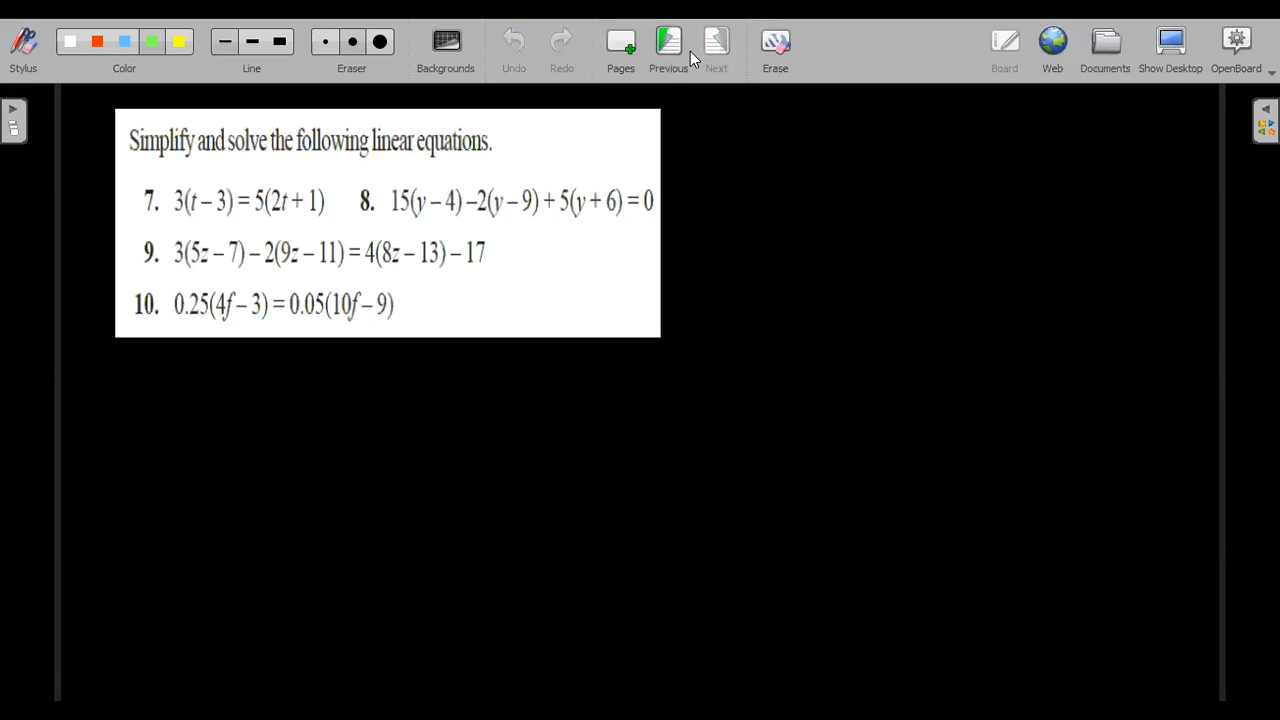 Stylus Color Line Eraser Backgrounds Undo Redo Pages Previous Next Erase Board Web Documents Show Desktop OpenBoard
Simplify and solve the following linear equations.
7. 3(t – 3) = 5(2t + 1) 8. 15(y – 4) –2(y – 9) + 5(y + 6) = 0
9. 3(5z – 7) – 2(9z – 11) = 4(8z – 13) – 17
10. 0.25(4f – 3) = 0.05(10f – 9)